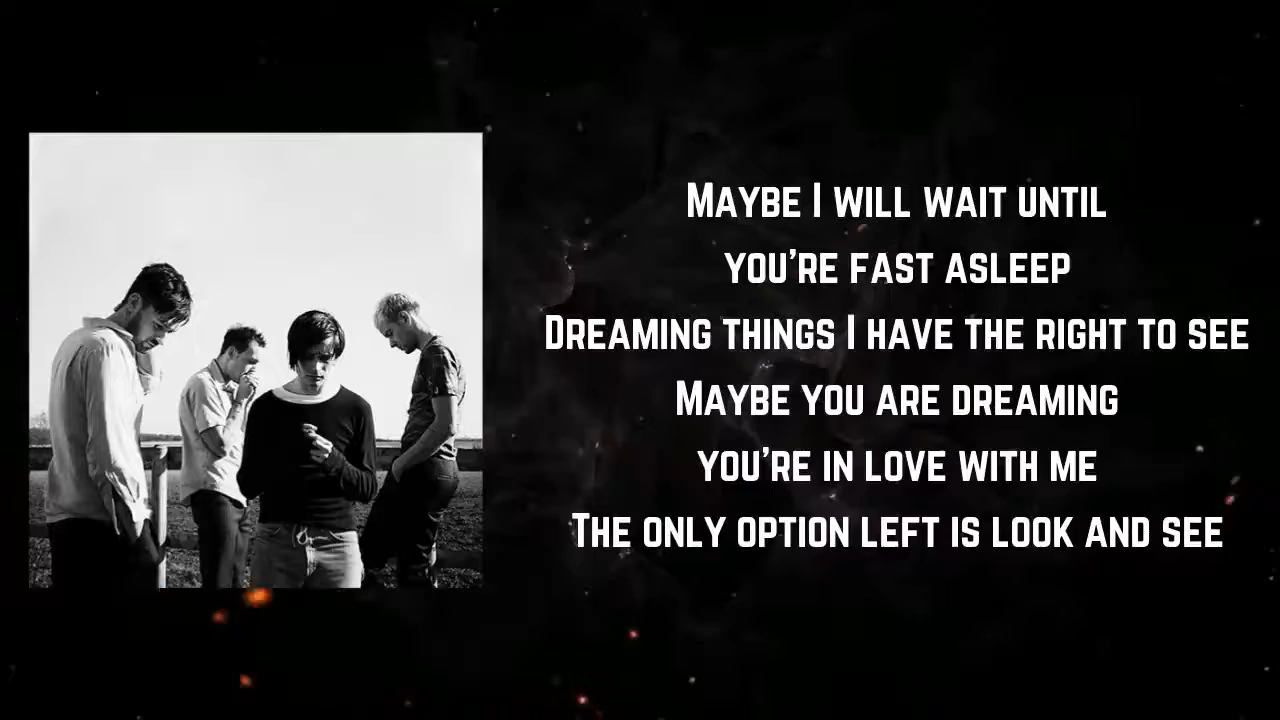 Maybe I will wait until
you're fast asleep
Dreaming things I have the right to see
Maybe you are dreaming
you're in love with me
The only option left is look and see